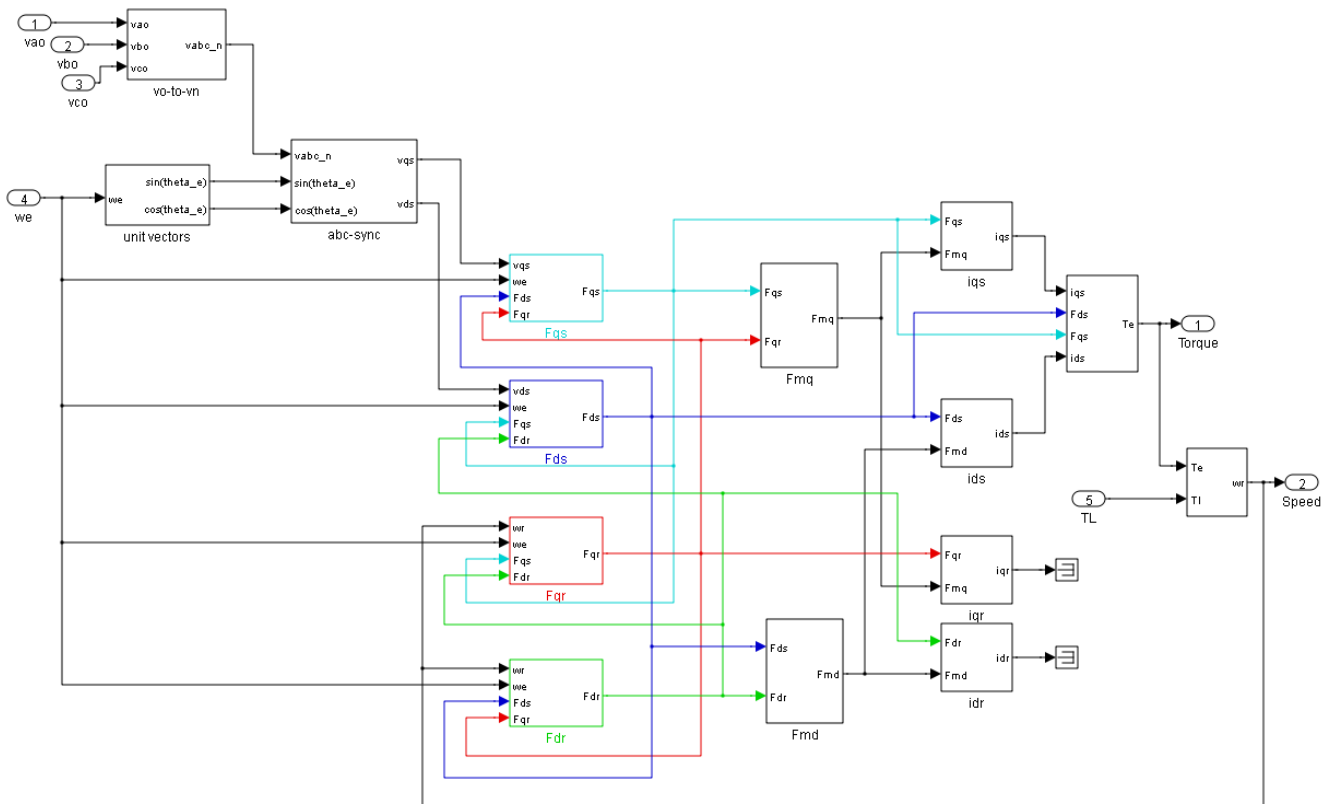 1
vao
2
vbo
3
vco
vao
vbo
vco
vabc_n
vo-to-vn
4
we
we
sin(theta_e)
cos(theta_e)
unit vectors
vabc_n
sin(theta_e)
cos(theta_e)
vqs
vds
abc-sync
vqs
we
Fds
Fqr
Fqs
Fqs
vds
we
Fqs
Fdr
Fds
Fds
wr
we
Fqs
Fdr
Fqr
Fqr
wr
we
Fds
Fqr
Fdr
Fdr
Fqs
Fqr
Fmq
Fmq
Fds
Fdr
Fmd
Fmd
Fqs
Fmq
iqs
iqs
Fds
Fmd
ids
ids
Fqr
Fmq
iqr
iqr
Fdr
Fmd
idr
idr
iqs
Fds
Fqs
ids
Te
1
Torque
5
TL
Te
Tl
wr
2
Speed